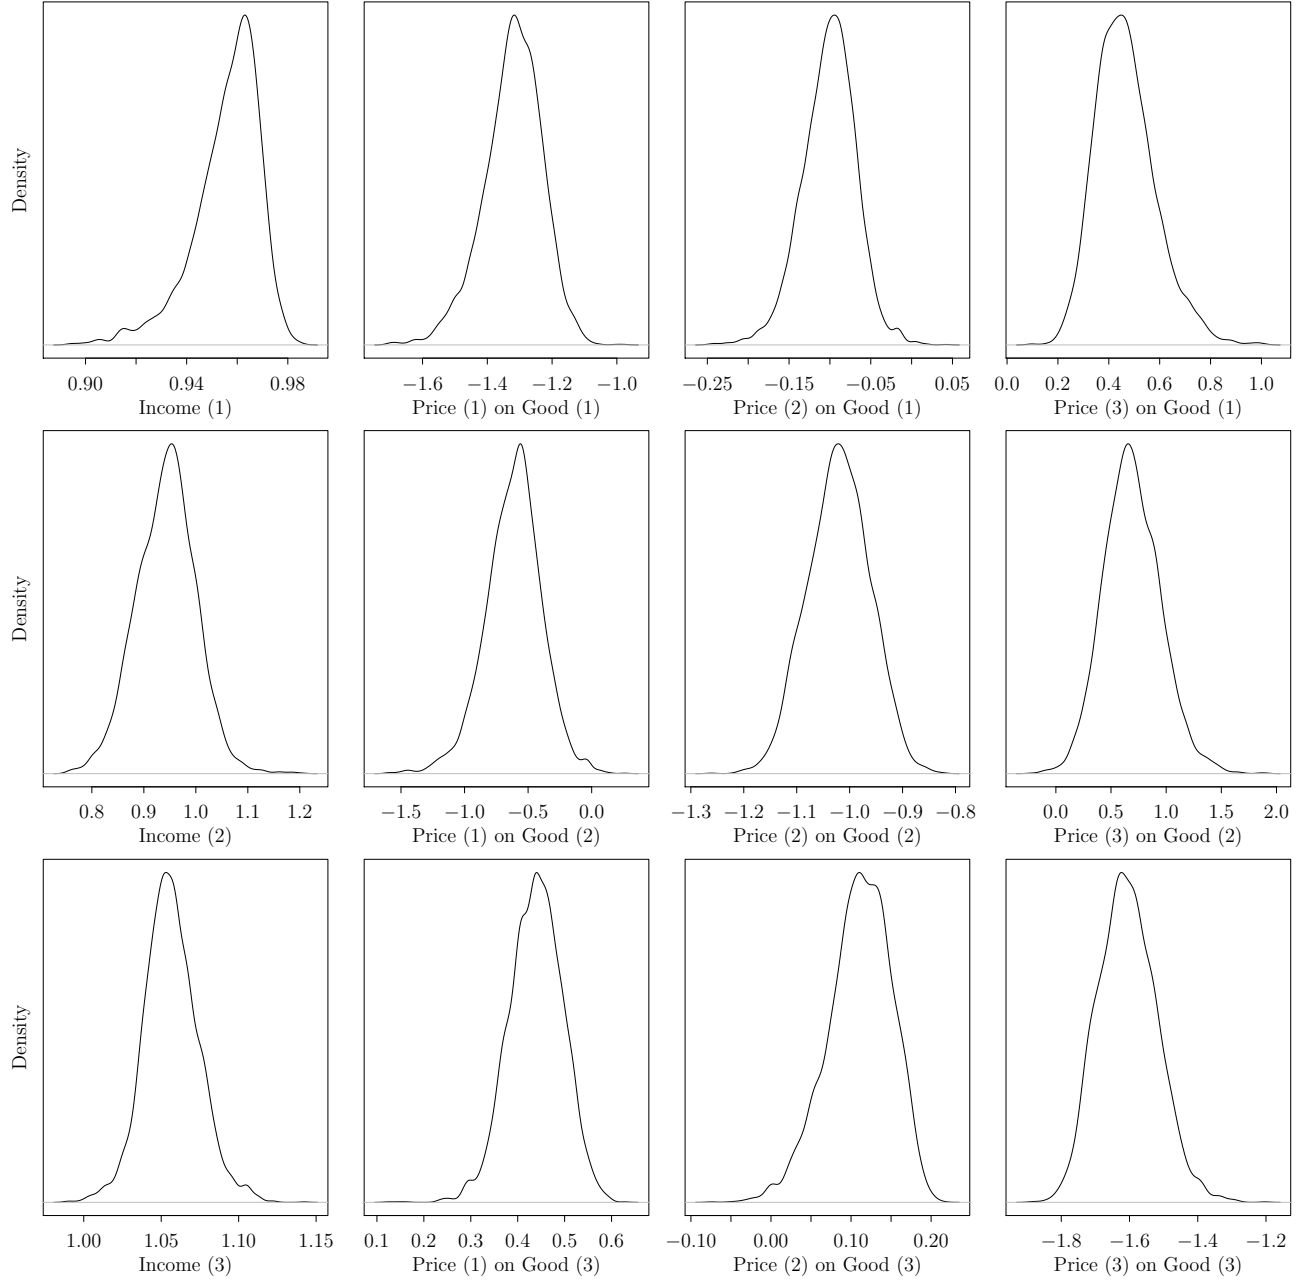 Density
0.90 0.94 0.98
Income (1)
−1.6 −1.4 −1.2 −1.0
Price (1) on Good (1)
−0.25 −0.15 −0.05 0.05
Price (2) on Good (1)
0.0 0.2 0.4 0.6 0.8 1.0
Price (3) on Good (1)
Density
0.8 0.9 1.0 1.1 1.2
Income (2)
−1.5 −1.0 −0.5 0.0
Price (1) on Good (2)
−1.3 −1.2 −1.1 −1.0 −0.9 −0.8
Price (2) on Good (2)
0.0 0.5 1.0 1.5 2.0
Price (3) on Good (2)
Density
1.00 1.05 1.10 1.15
Income (3)
0.1 0.2 0.3 0.4 0.5 0.6
Price (1) on Good (3)
−0.10 0.00 0.10 0.20
Price (2) on Good (3)
−1.8 −1.6 −1.4 −1.2
Price (3) on Good (3)